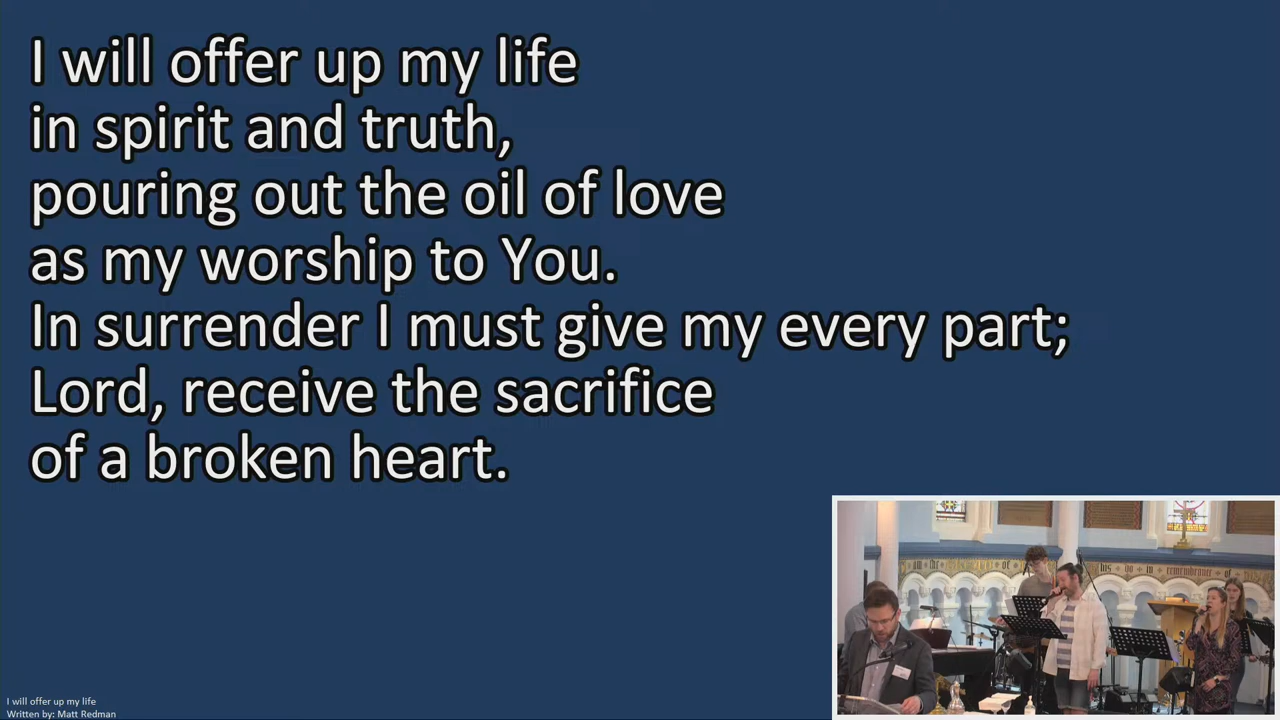 I will offer up my life
in spirit and truth,
pouring out the oil of love
as my worship to You.
In surrender I must give my every part;
Lord, receive the sacrifice
of a broken heart.
I will offer up my life
Written by: Matt Redman